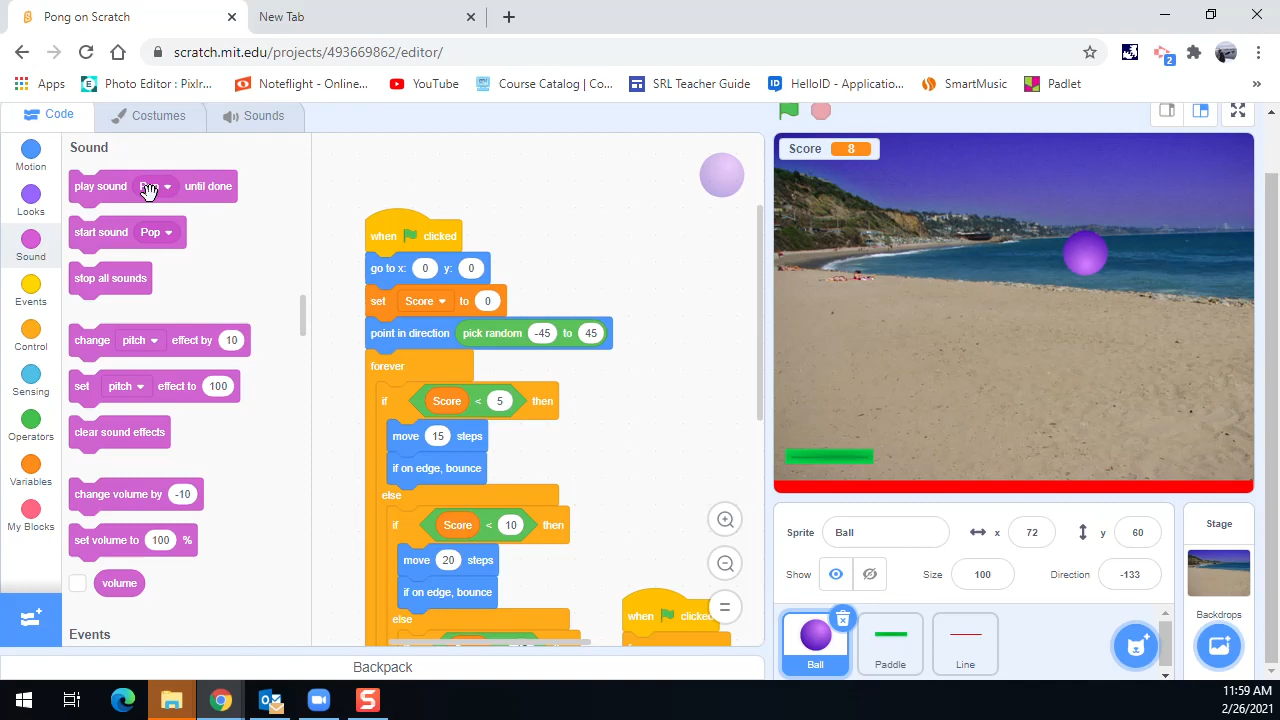 Pong on Scratch
New Tab
scratch.mit.edu/projects/493669862/editor/
2
Apps
Photo Editor : Pixlr...
Noteflight - Online...
YouTube
Course Catalog | Co...
SRL Teacher Guide
HelloID - Application...
SmartMusic
Padlet
»
Code
Costumes
Sounds
Motion
Looks
Sound
Events
Control
Sensing
Operators
Variables
My Blocks
Sound
play sound until done
start sound Pop
stop all sounds
change pitch effect by 10
set pitch effect to 100
clear sound effects
change volume by -10
set volume to 100 %
volume
Events
when clicked
go to x: 0 y: 0
set Score to 0
point in direction pick random -45 to 45
forever
if Score < 5 then
move 15 steps
if on edge, bounce
else
if Score < 10 then
move 20 steps
if on edge, bounce
else
when clicked
Backpack
Score 8
Sprite Ball x 72 y 60
Show Size 100 Direction -133
Ball
Paddle
Line
Stage
Backdrops
11:59 AM
2/26/2021